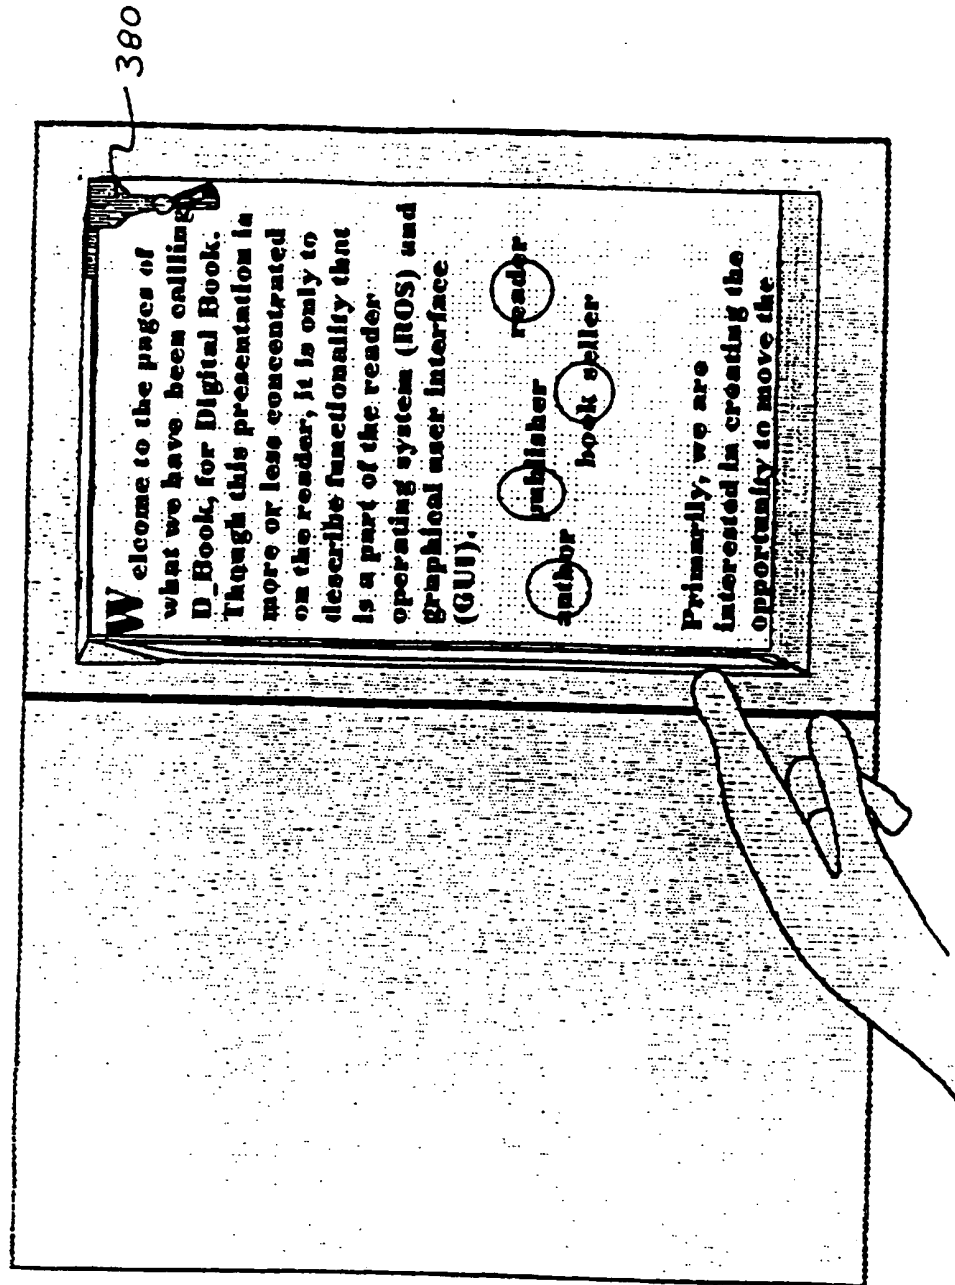 380
Welcome to the pages of
what we have been callling
D_Book, for Digital Book.
Though this presentation is
more or less concentrated
on the reader, it is only to
describe functionality that
is a part of the reader
operating system (ROS) and
graphical user interface
(GUI).
author publisher reader
book seller
Primarily, we are
interested in creating the
opportunity to move the